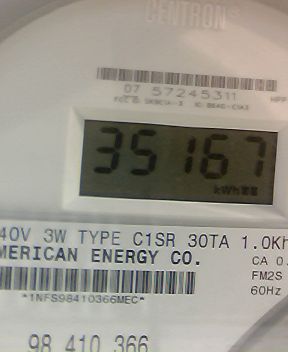 CENTRON®
07 57245311
35167
kWh
40V 3W TYPE C1SR 30TA 1.0Kh
MERICAN ENERGY CO.
CA 0.
FM2S
60Hz
*1NFS98410366MEC*
98 410 366